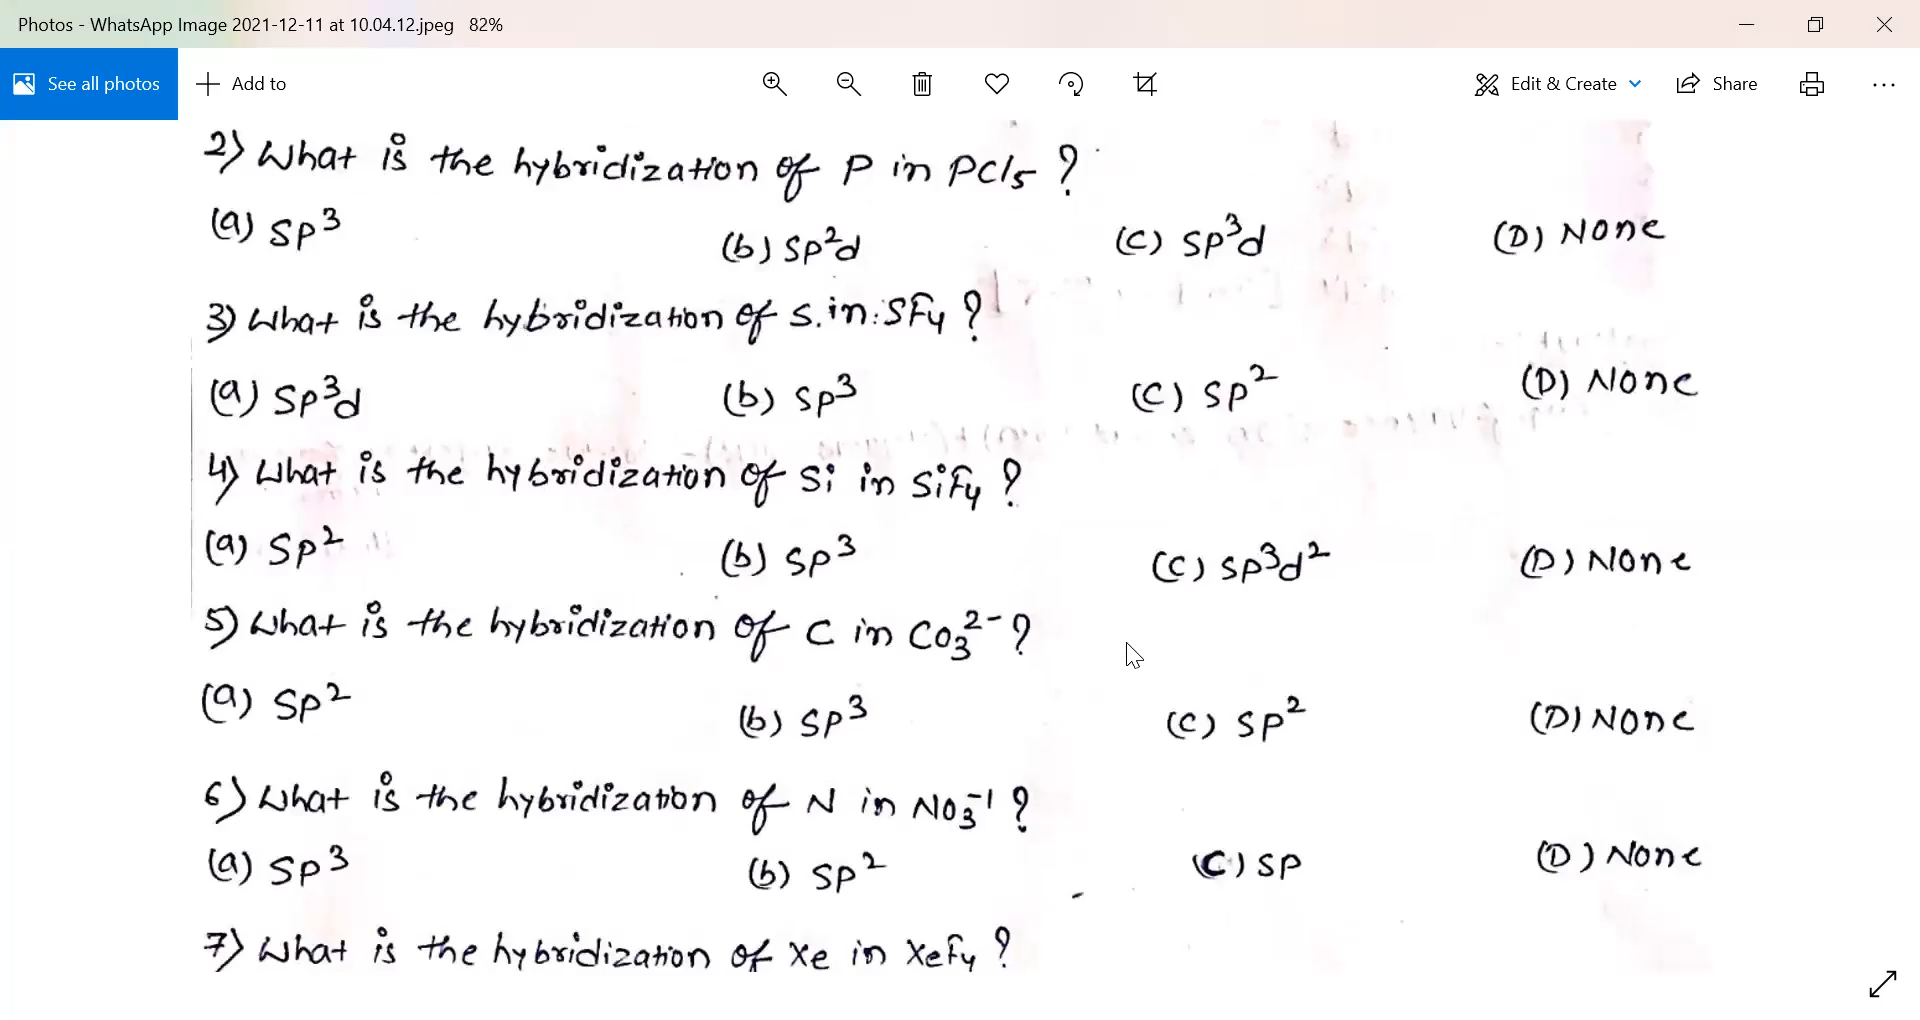 Photos - WhatsApp Image 2021-12-11 at 10.04.12.jpeg 82%
See all photos Add to Edit & Create Share
2) What is the hybridization of P in PCl5 ?
(a) SP³ (b) SP²d (C) SP³d (D) None
3) What is the hybridization of S.in:SF4 ?
(a) SP³d (b) SP³ (C) SP² (D) None
4) What is the hybridization of Si in SiF4 ?
(a) SP² (b) SP³ (C) SP³d² (D) None
5) What is the hybridization of C in CO3²⁻ ?
(a) SP² (b) SP³ (C) SP² (D) None
6) What is the hybridization of N in NO3⁻¹ ?
(a) SP³ (b) SP² (C) SP (D) None
7) What is the hybridization of Xe in XeF4 ?